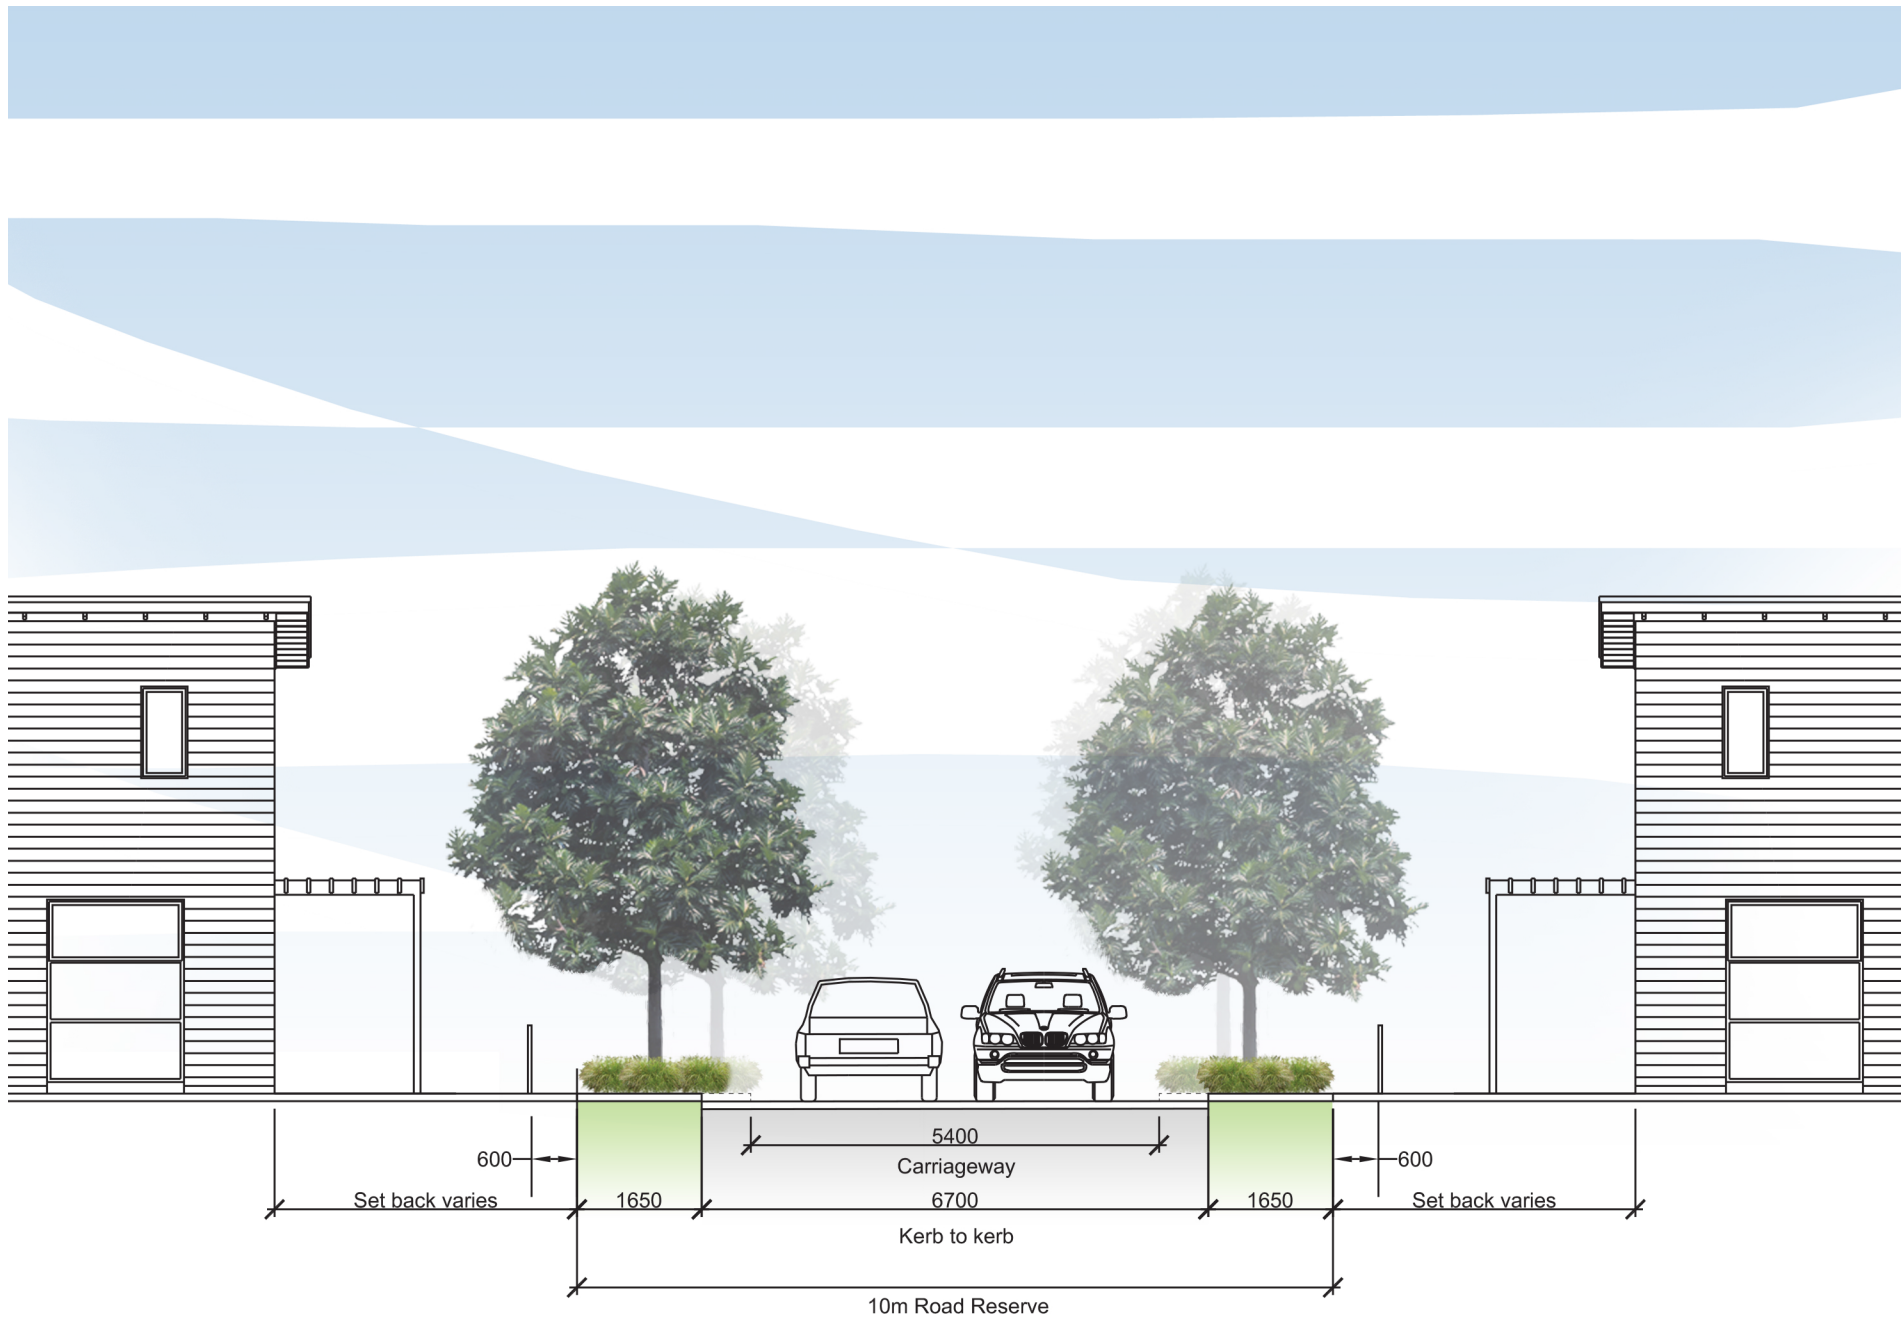 5400
Carriageway
600
600
Set back varies
1650
6700
1650
Set back varies
Kerb to kerb
10m Road Reserve